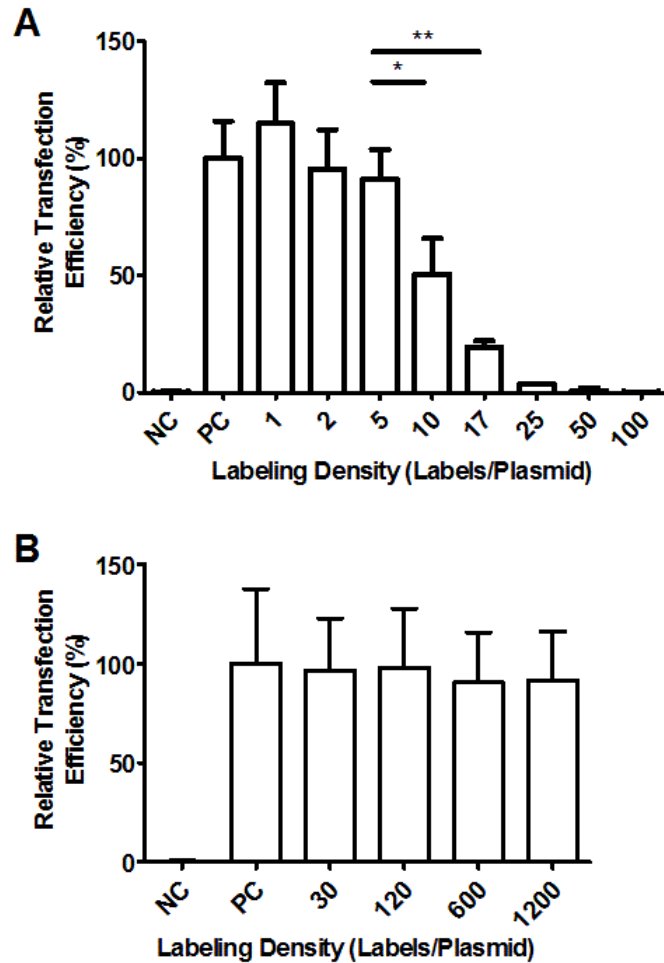 A
150
**
*
100
50
0
Relative Transfection
Efficiency (%)
NC PC 1 2 5 10 17 25 50 100
Labeling Density (Labels/Plasmid)
B
150
100
50
0
Relative Transfection
Efficiency (%)
NC PC 30 120 600 1200
Labeling Density (Labels/Plasmid)